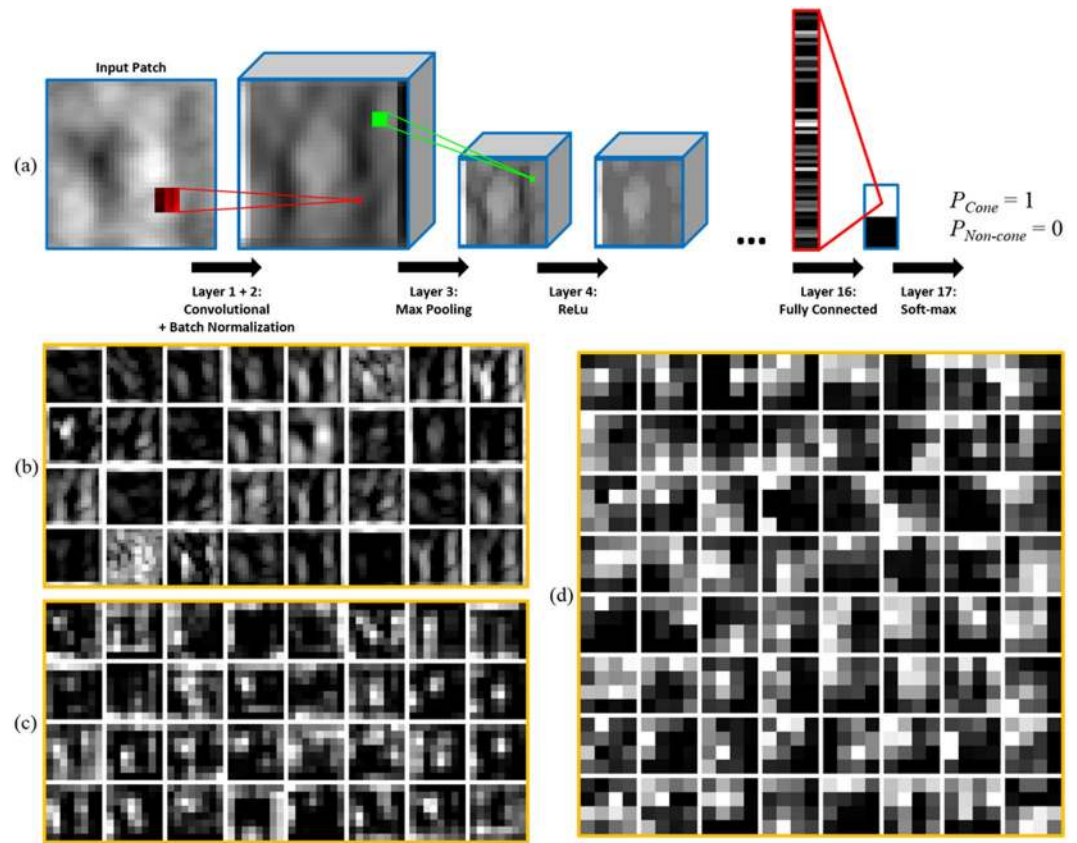 Input Patch
(a)
P_Cone = 1
P_Non-cone = 0
...
Layer 1 + 2:
Convolutional
+ Batch Normalization
Layer 3:
Max Pooling
Layer 4:
ReLu
Layer 16:
Fully Connected
Layer 17:
Soft-max
(b)
(c)
(d)